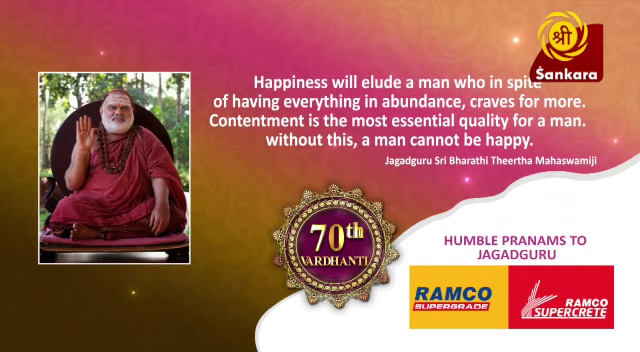 श्री
Śankara
Happiness will elude a man who in spite
of having everything in abundance, craves for more.
Contentment is the most essential quality for a man.
without this, a man cannot be happy.
Jagadguru Sri Bharathi Theertha Mahaswamiji
70th
VARDHANTI
HUMBLE PRANAMS TO
JAGADGURU
RAMCO
SUPERGRADE
RAMCO
SUPERCRETE